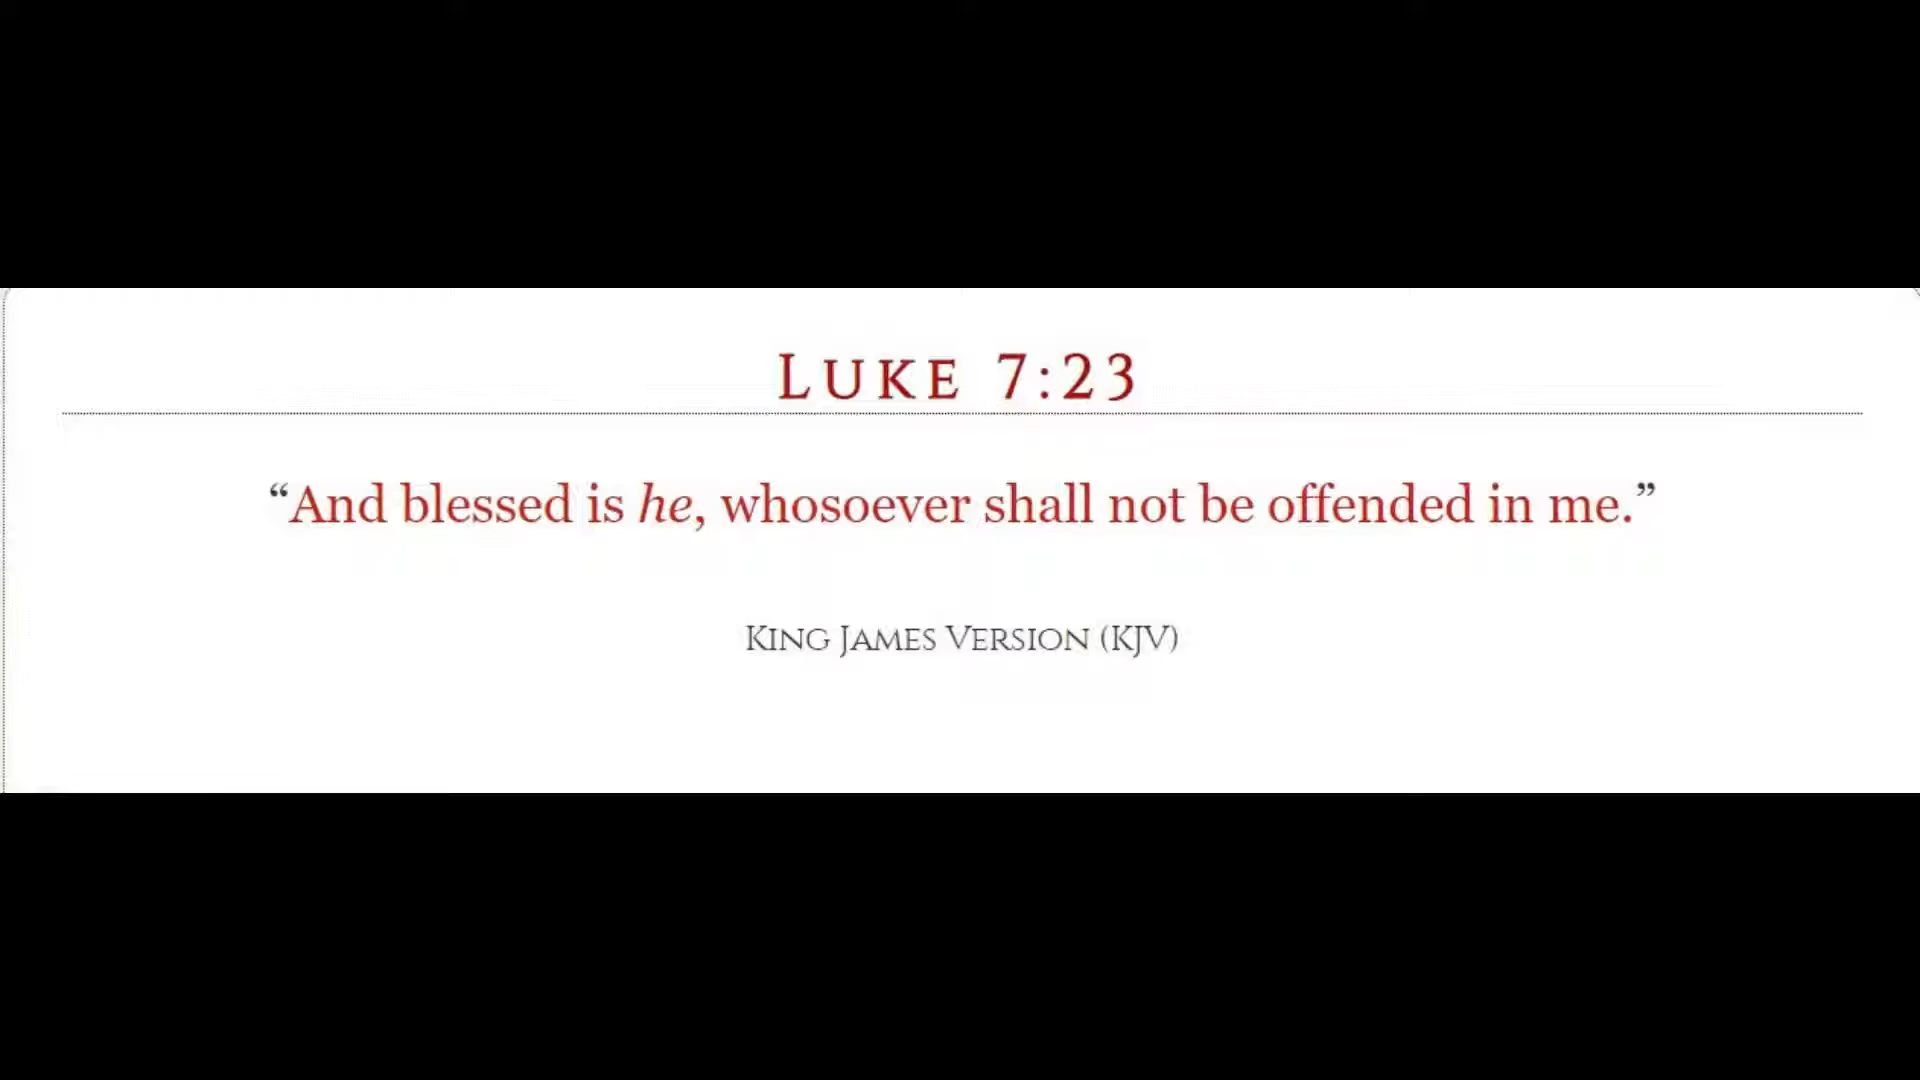 LUKE 7:23
“And blessed is he, whosoever shall not be offended in me.”
KING JAMES VERSION (KJV)